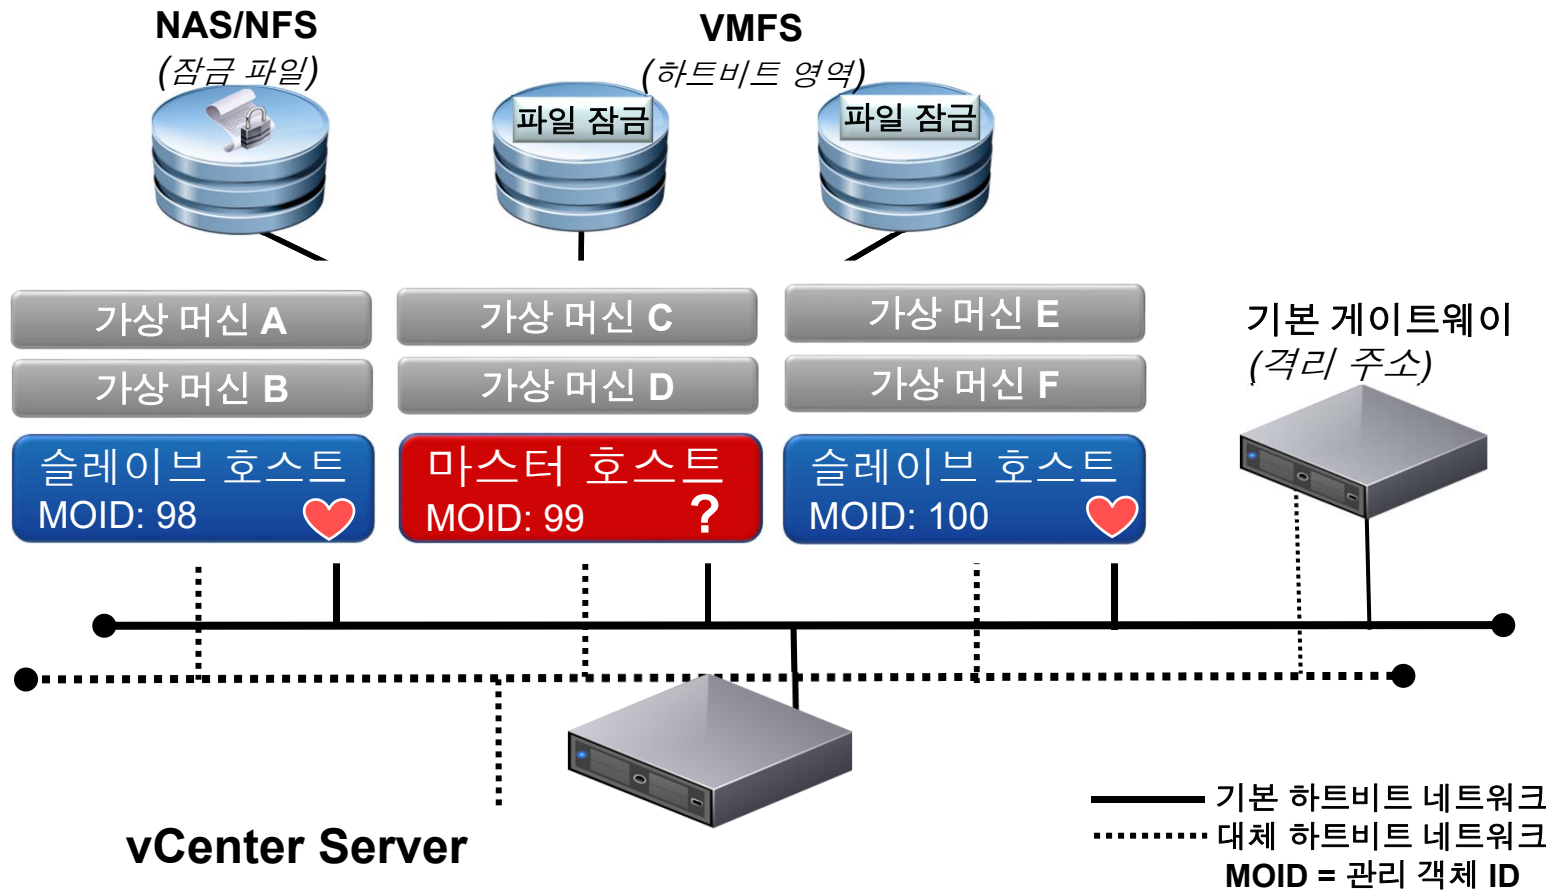 NAS/NFS
(잠금 파일)
VMFS
(하트비트 영역)
파일 잠금
파일 잠금
가상 머신 A
가상 머신 C
가상 머신 E
가상 머신 B
가상 머신 D
가상 머신 F
기본 게이트웨이
(격리 주소)
슬레이브 호스트
MOID: 98
마스터 호스트
MOID: 99
?
슬레이브 호스트
MOID: 100
vCenter Server
기본 하트비트 네트워크
대체 하트비트 네트워크
MOID = 관리 객체 ID